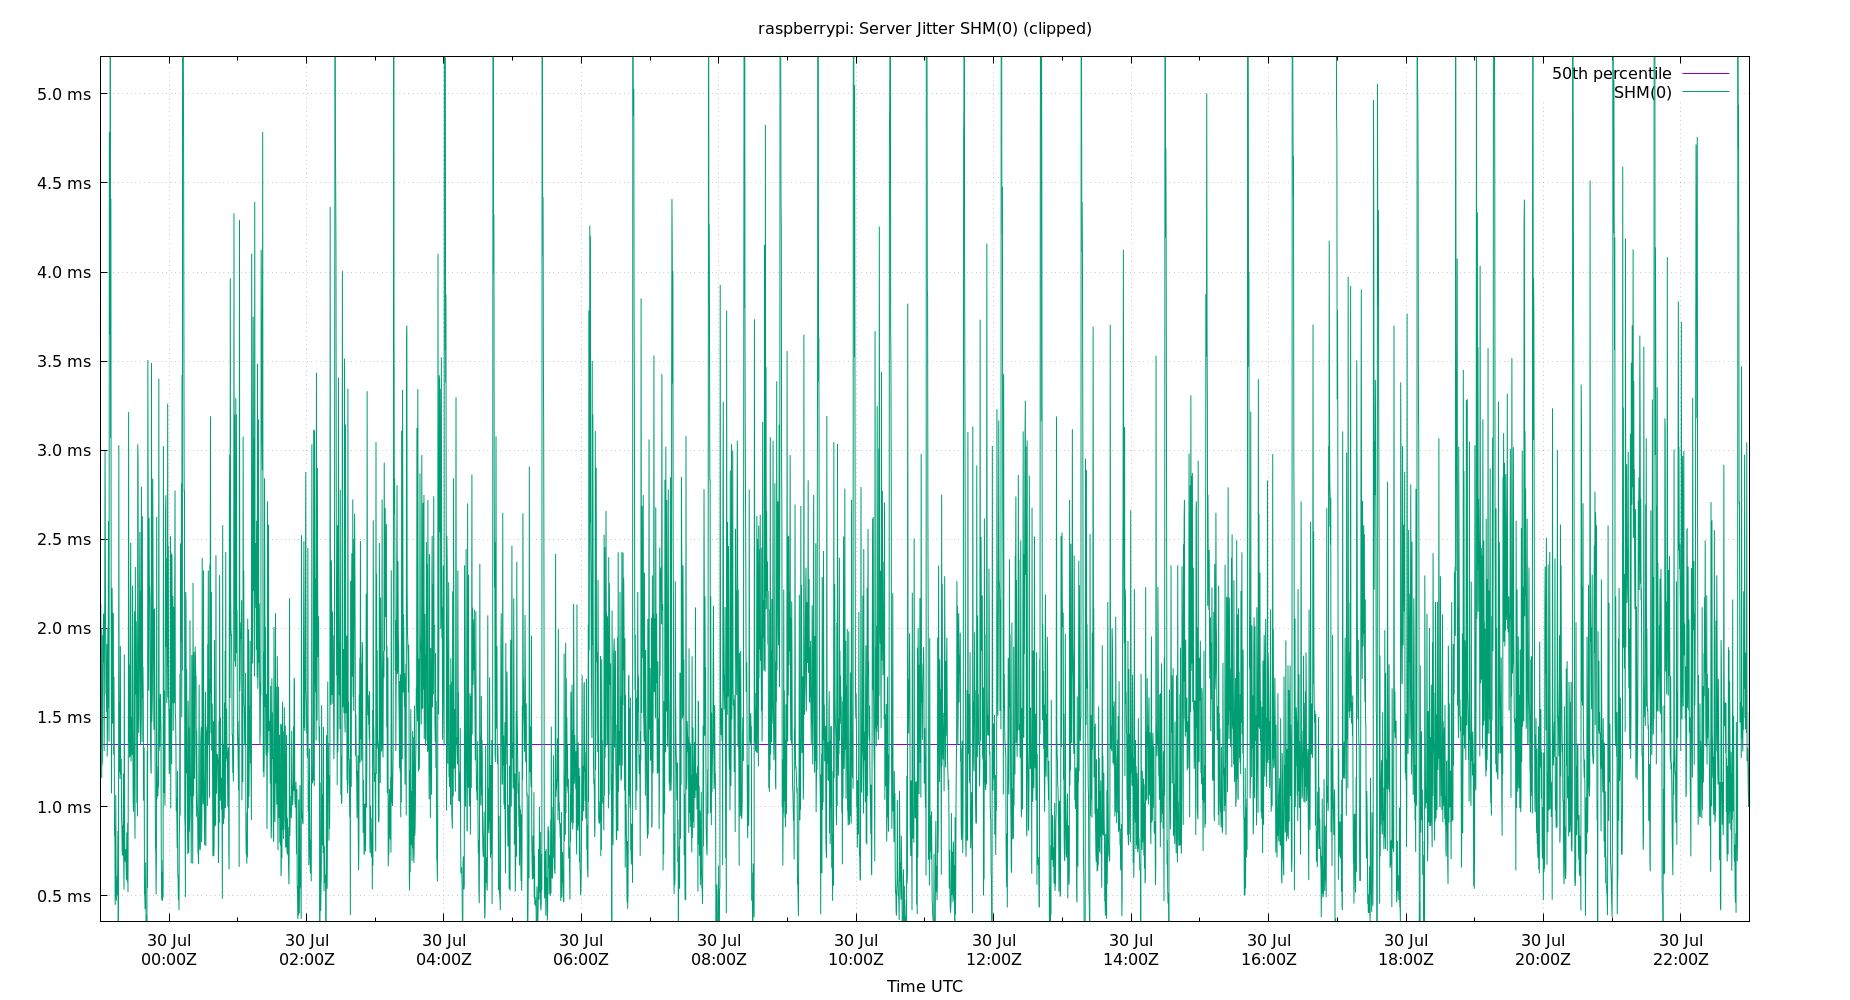 raspberrypi: Server Jitter SHM(0) (clipped)
50th percentile
SHM(0)
5.0 ms
4.5 ms
4.0 ms
3.5 ms
3.0 ms
2.5 ms
2.0 ms
1.5 ms
1.0 ms
0.5 ms
30 Jul 30 Jul 30 Jul 30 Jul 30 Jul 30 Jul 30 Jul 30 Jul 30 Jul 30 Jul 30 Jul 30 Jul
00:00Z 02:00Z 04:00Z 06:00Z 08:00Z 10:00Z 12:00Z 14:00Z 16:00Z 18:00Z 20:00Z 22:00Z
Time UTC